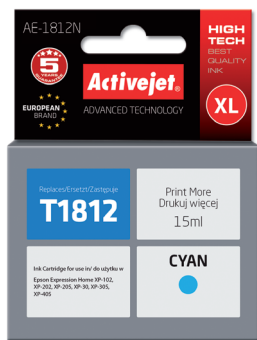 AE-1812N
5
YEARS
GUARANTEE
EUROPEAN
BRAND
Activejet®
ADVANCED TECHNOLOGY
HIGH
TECH
BEST
QUALITY
INK
XL
Replaces/Ersetzt/Zastępuje
T1812
Print More
Drukuj więcej
15ml
Ink Cartridge for use in/ do użytku w
Epson Expression Home XP-102,
XP-202, XP-205, XP-30, XP-305,
XP-405
CYAN